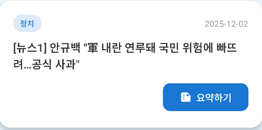 정치
2025-12-02
[뉴스1] 안규백 "軍 내란 연루돼 국민 위험에 빠뜨
려...공식 사과"
요약하기